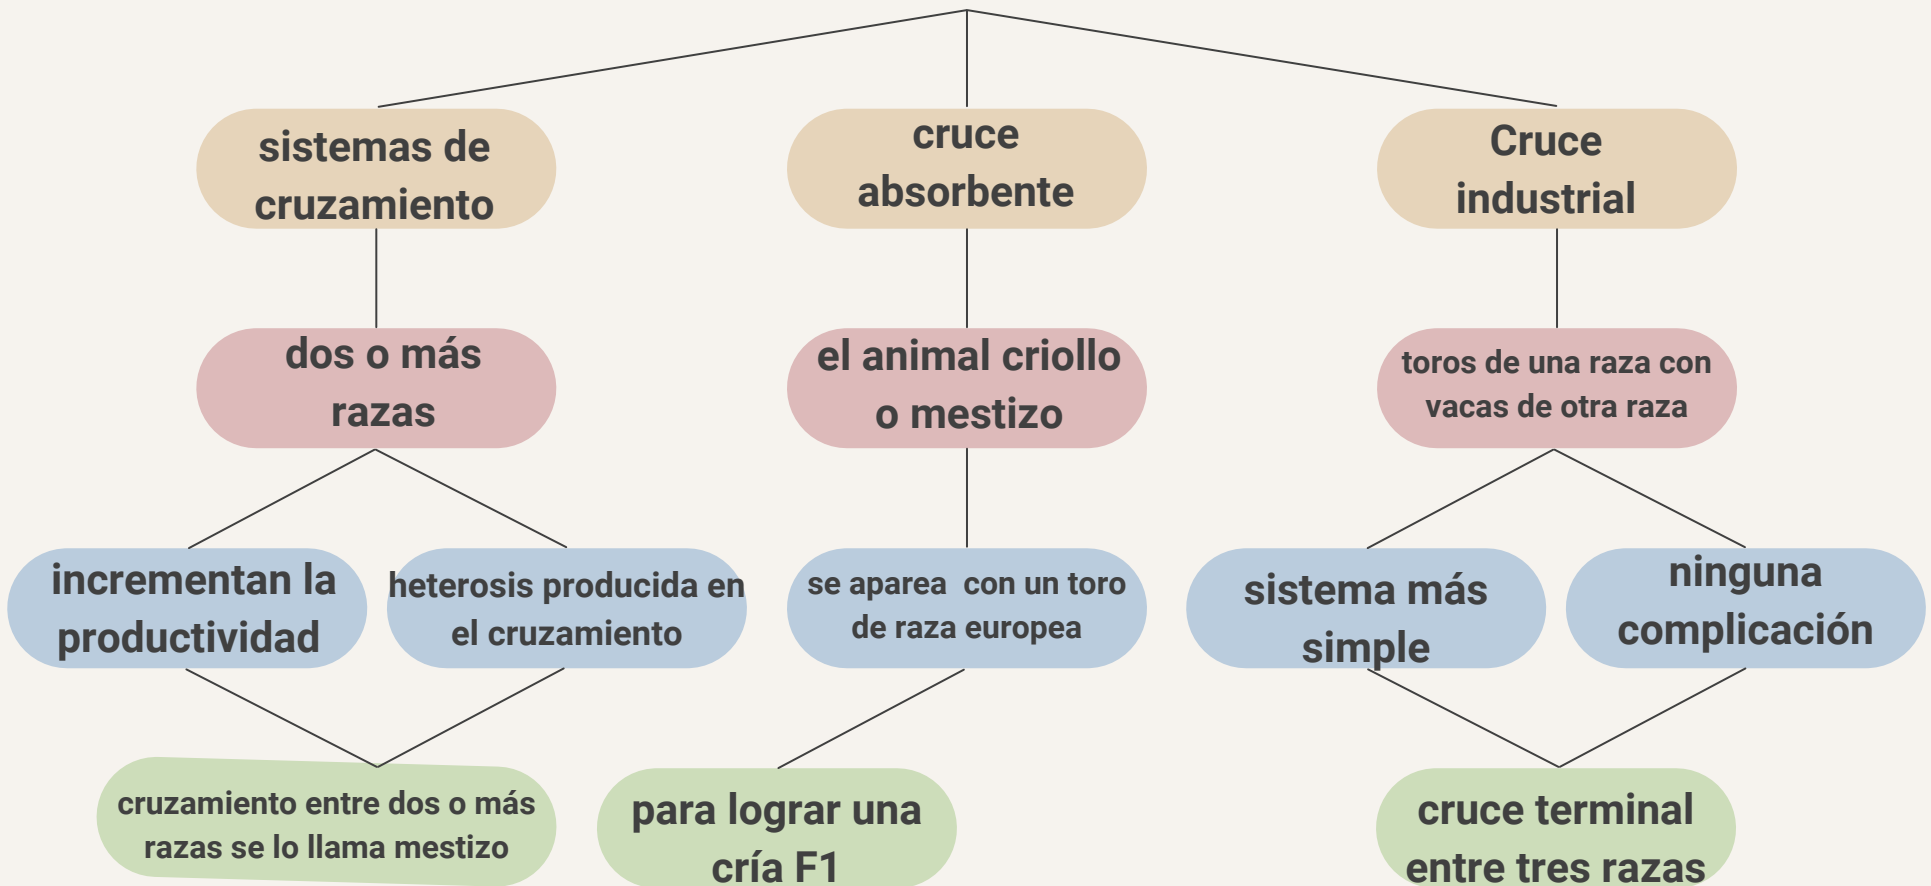 sistemas de
cruzamiento
cruce
absorbente
Cruce
industrial
dos o más
razas
el animal criollo
o mestizo
toros de una raza con
vacas de otra raza
incrementan la
productividad
heterosis producida en
el cruzamiento
se aparea  con un toro
de raza europea
sistema más
simple
ninguna
complicación
cruzamiento entre dos o más
razas se lo llama mestizo
para lograr una
cría F1
cruce terminal
entre tres razas